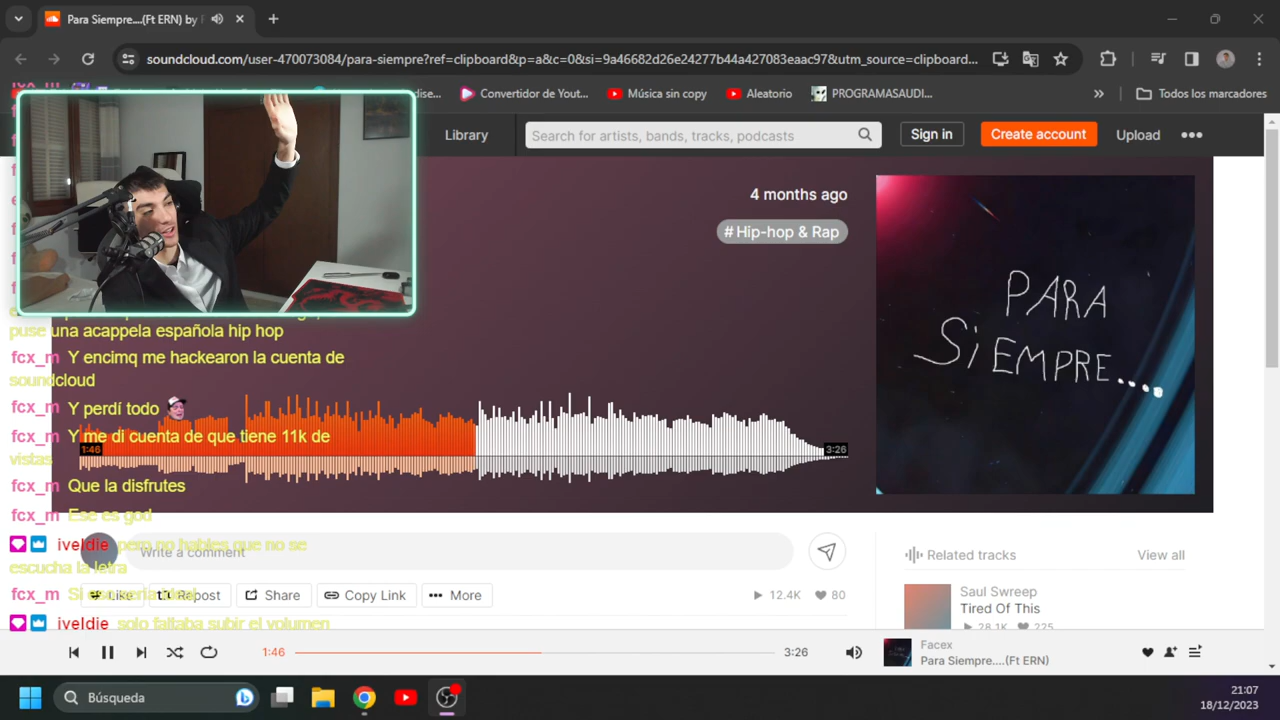 Para Siempre....(Ft ERN) by F
soundcloud.com/user-470073084/para-siempre?ref=clipboard&p=a&c=0&si=9a46682d26e24277b44a427083eaac97&utm_source=clipboard...
Convertidor de Yout...
Música sin copy
Aleatorio
PROGRAMASAUDI...
»
Todos los marcadores
Library
Search for artists, bands, tracks, podcasts
Sign in
Create account
Upload
4 months ago
# Hip-hop & Rap
PARA
SiEMPRE....
puse una acappela española hip hop
fcx_m Y encimq me hackearon la cuenta de
soundcloud
fcx_m Y perdí todo
fcx_m Y me di cuenta de que tiene 11k de
vistas
1:46
3:26
fcx_m Que la disfrutes
fcx_m Ese es god
iveldie pero no hables que no se
escucha la letra
Write a comment
fcx_m
Like
Repost
Share
Copy Link
More
12.4K
80
iveldie solo faltaba subir el volumen
Related tracks
View all
Saul Sweep
Tired Of This
28.1K
225
1:46
3:26
Facex
Para Siempre....(Ft ERN)
Búsqueda
21:07
18/12/2023